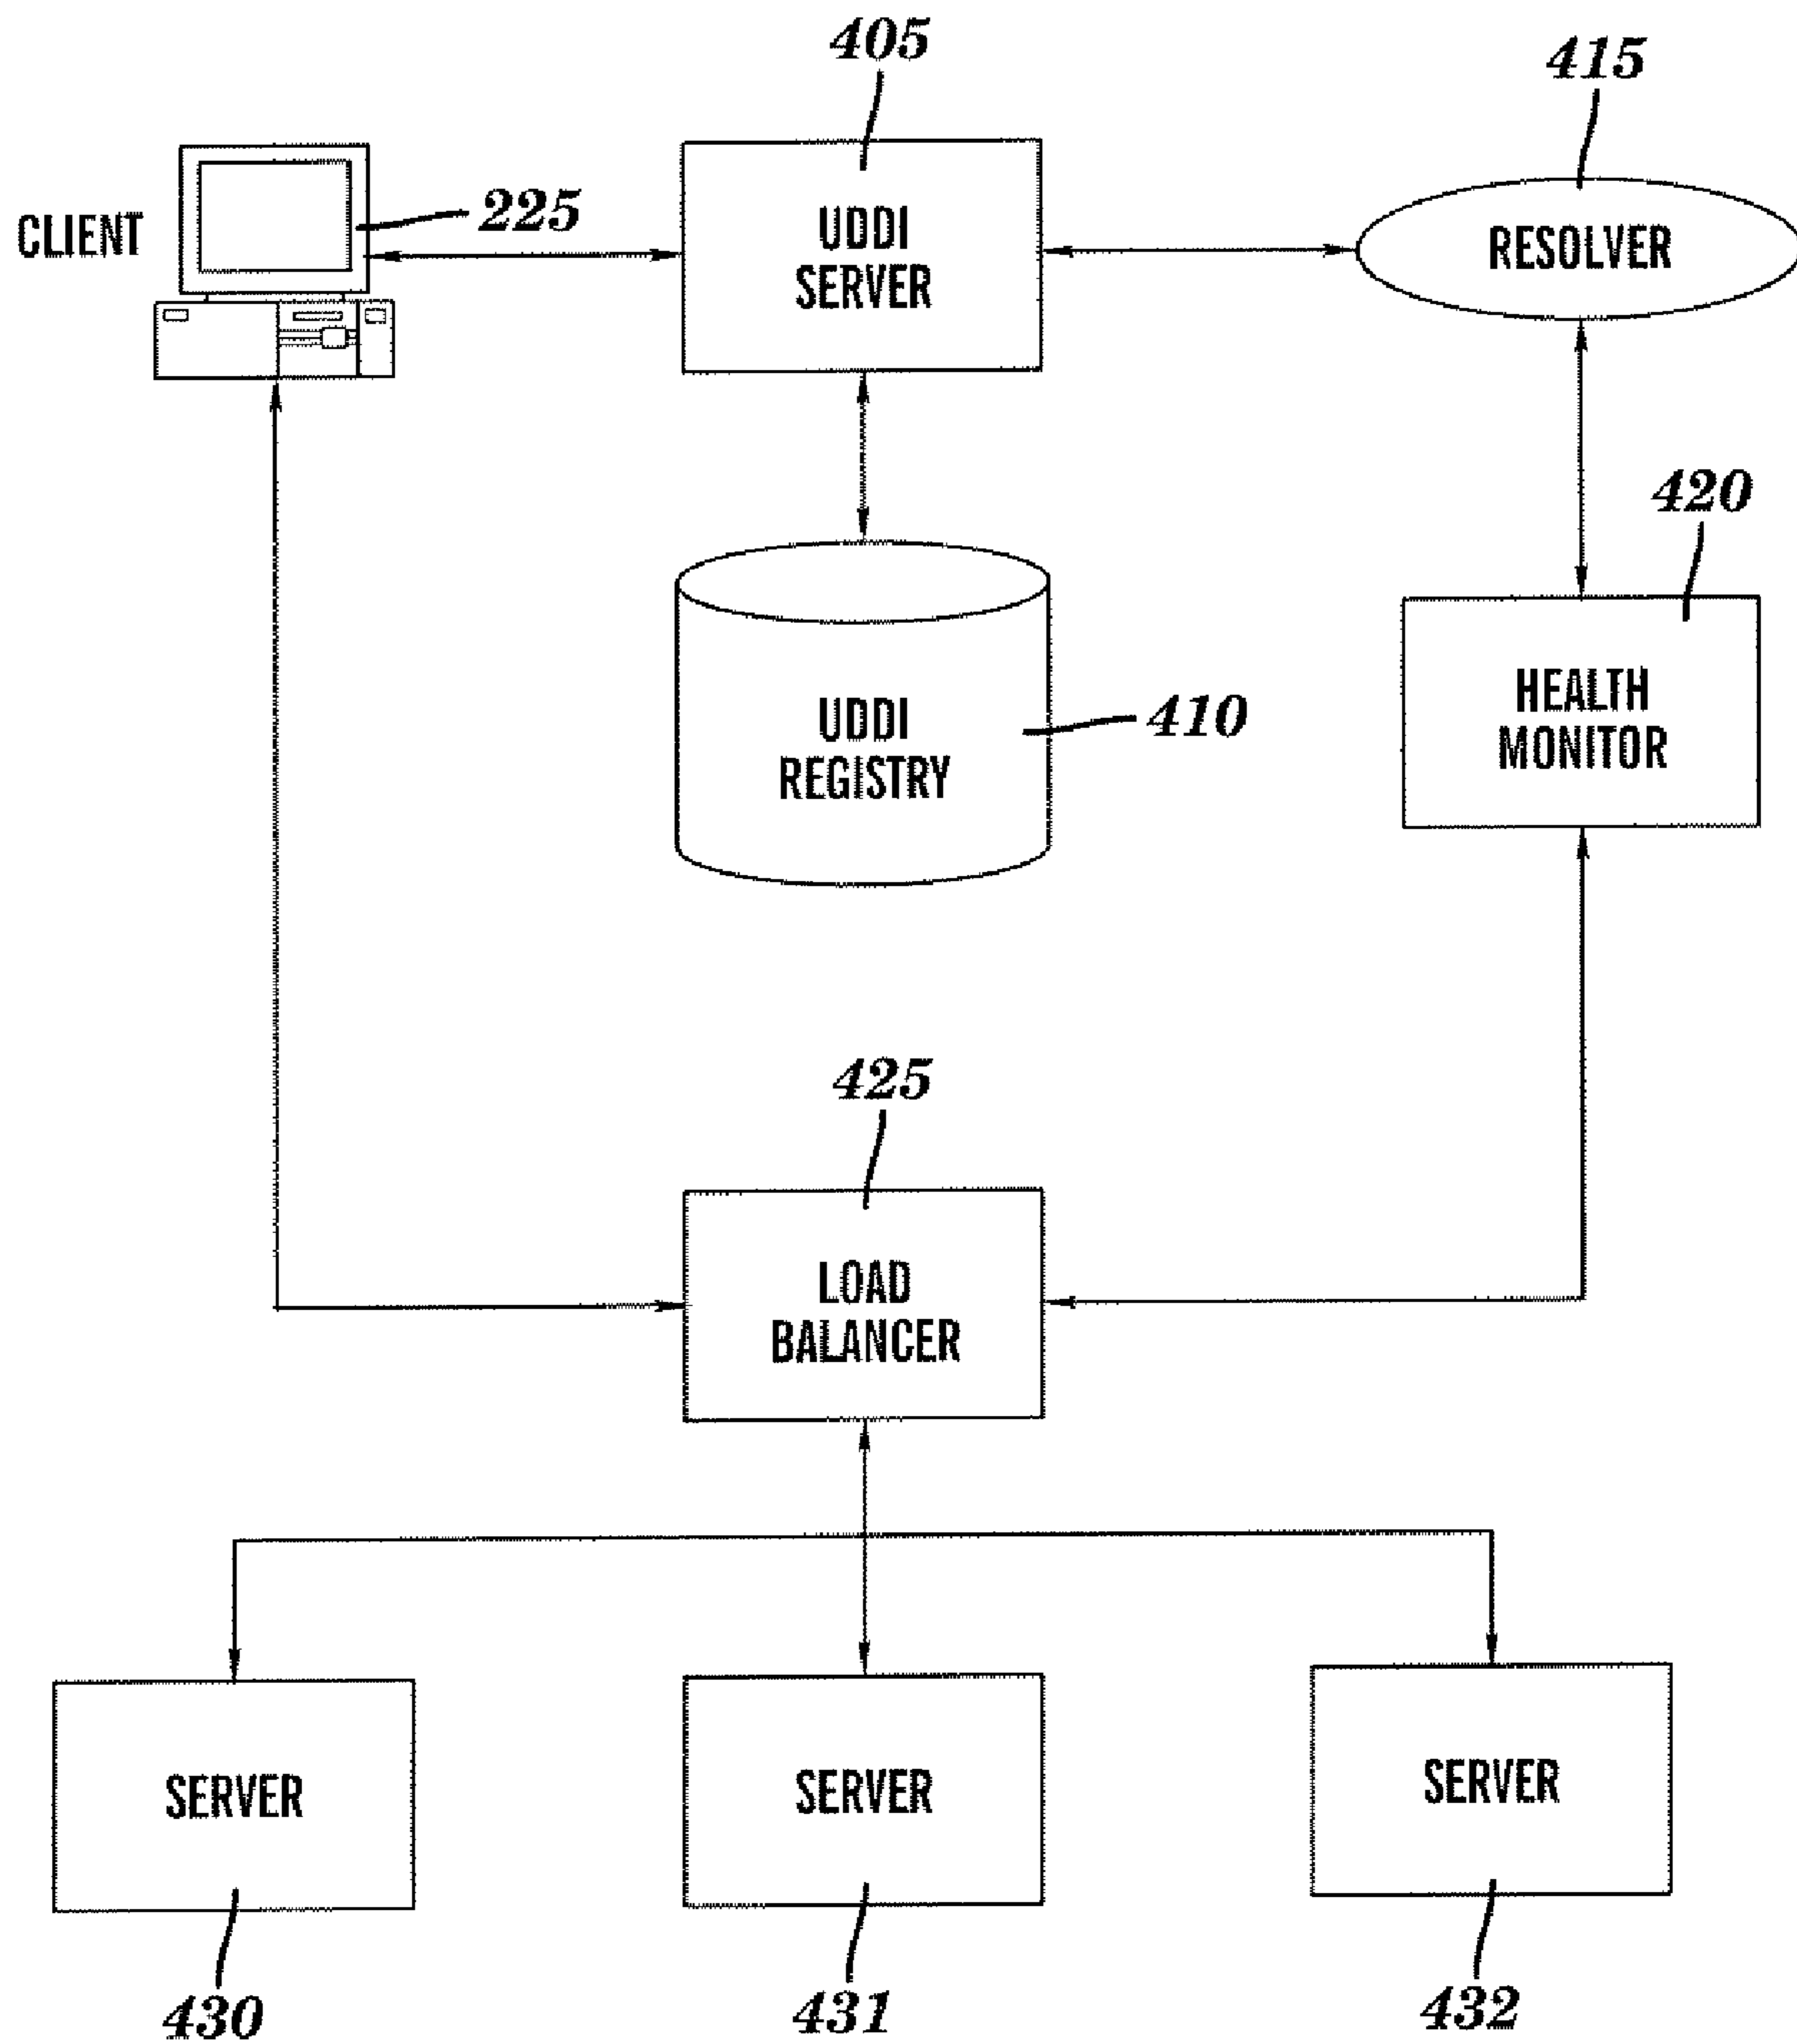 405
415
CLIENT
225
UDDI
SERVER
RESOLVER
420
UDDI
REGISTRY
410
HEALTH
MONITOR
425
LOAD
BALANCER
SERVER
SERVER
SERVER
430
431
432